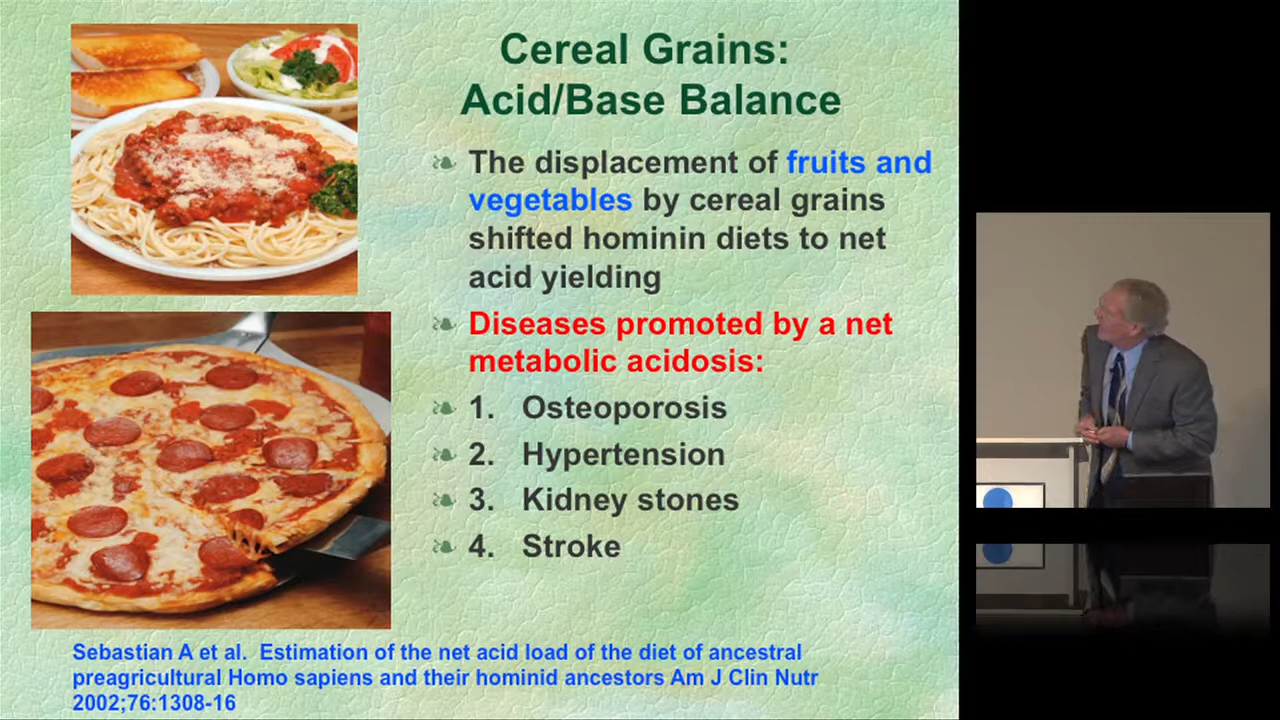 Cereal Grains:
Acid/Base Balance
The displacement of fruits and
vegetables by cereal grains
shifted hominin diets to net
acid yielding
Diseases promoted by a net
metabolic acidosis:
1. Osteoporosis
2. Hypertension
3. Kidney stones
4. Stroke
Sebastian A et al. Estimation of the net acid load of the diet of ancestral
preagricultural Homo sapiens and their hominid ancestors Am J Clin Nutr
2002;76:1308-16